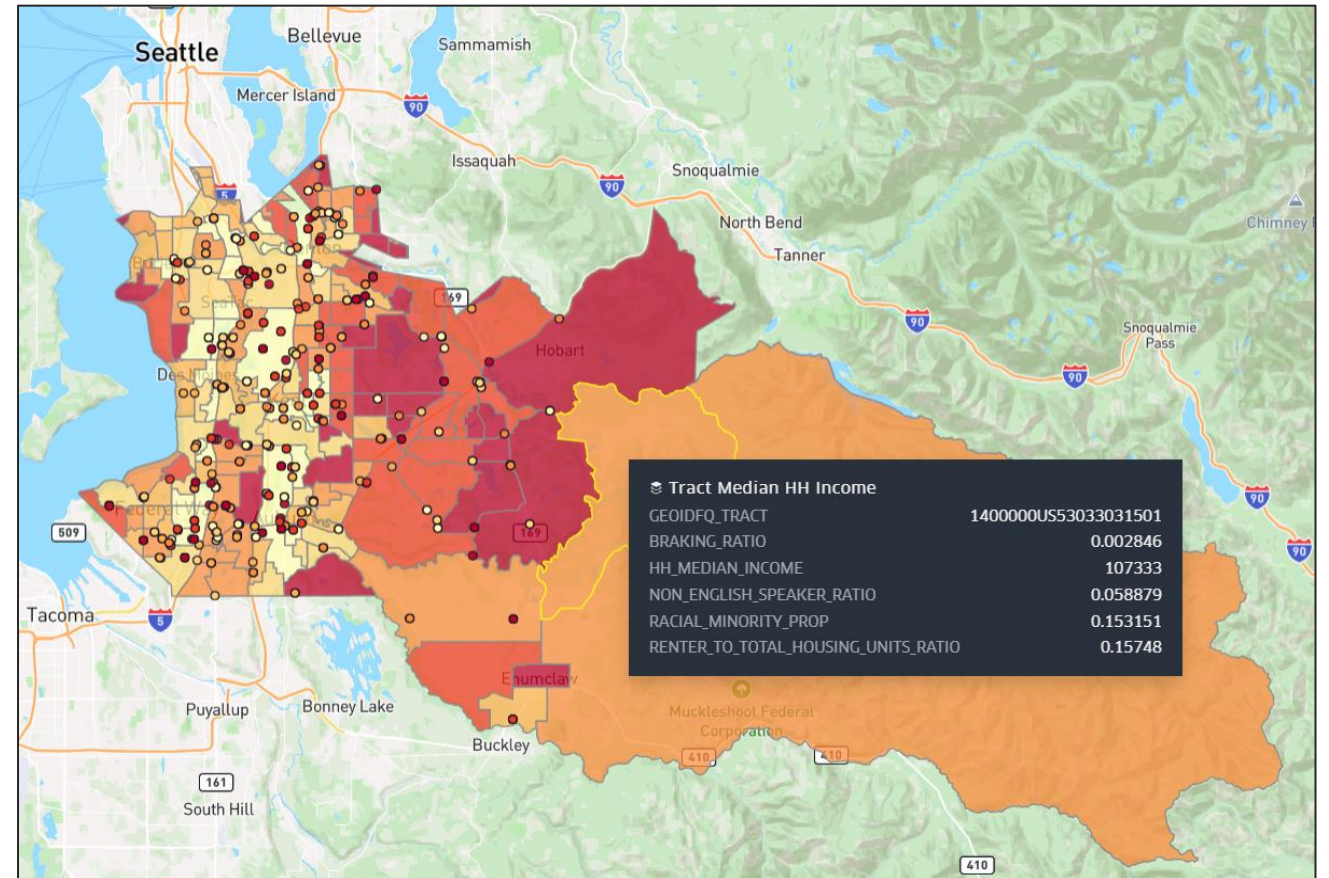 Seattle
Bellevue
Sammamish
Mercer Island
90
Issaquah
Snoqualmie
90
5
North Bend
Chimney
Tanner
169
SeaTac
90
Snoqualmie
Pass
Hobart
Des Moines
90
Tract Median HH Income
GEOIDFQ_TRACT 1400000US53033031501
BRAKING_RATIO 0.002846
HH_MEDIAN_INCOME 107333
NON_ENGLISH_SPEAKER_RATIO 0.058879
RACIAL_MINORITY_PROP 0.153151
RENTER_TO_TOTAL_HOUSING_UNITS_RATIO 0.15748
90
Federal Wa
509
169
90
Tacoma
5
Enumclaw
Puyallup
Bonney Lake
Muckleshoot Federal
Corporation
Buckley
410
410
161
South Hill
410